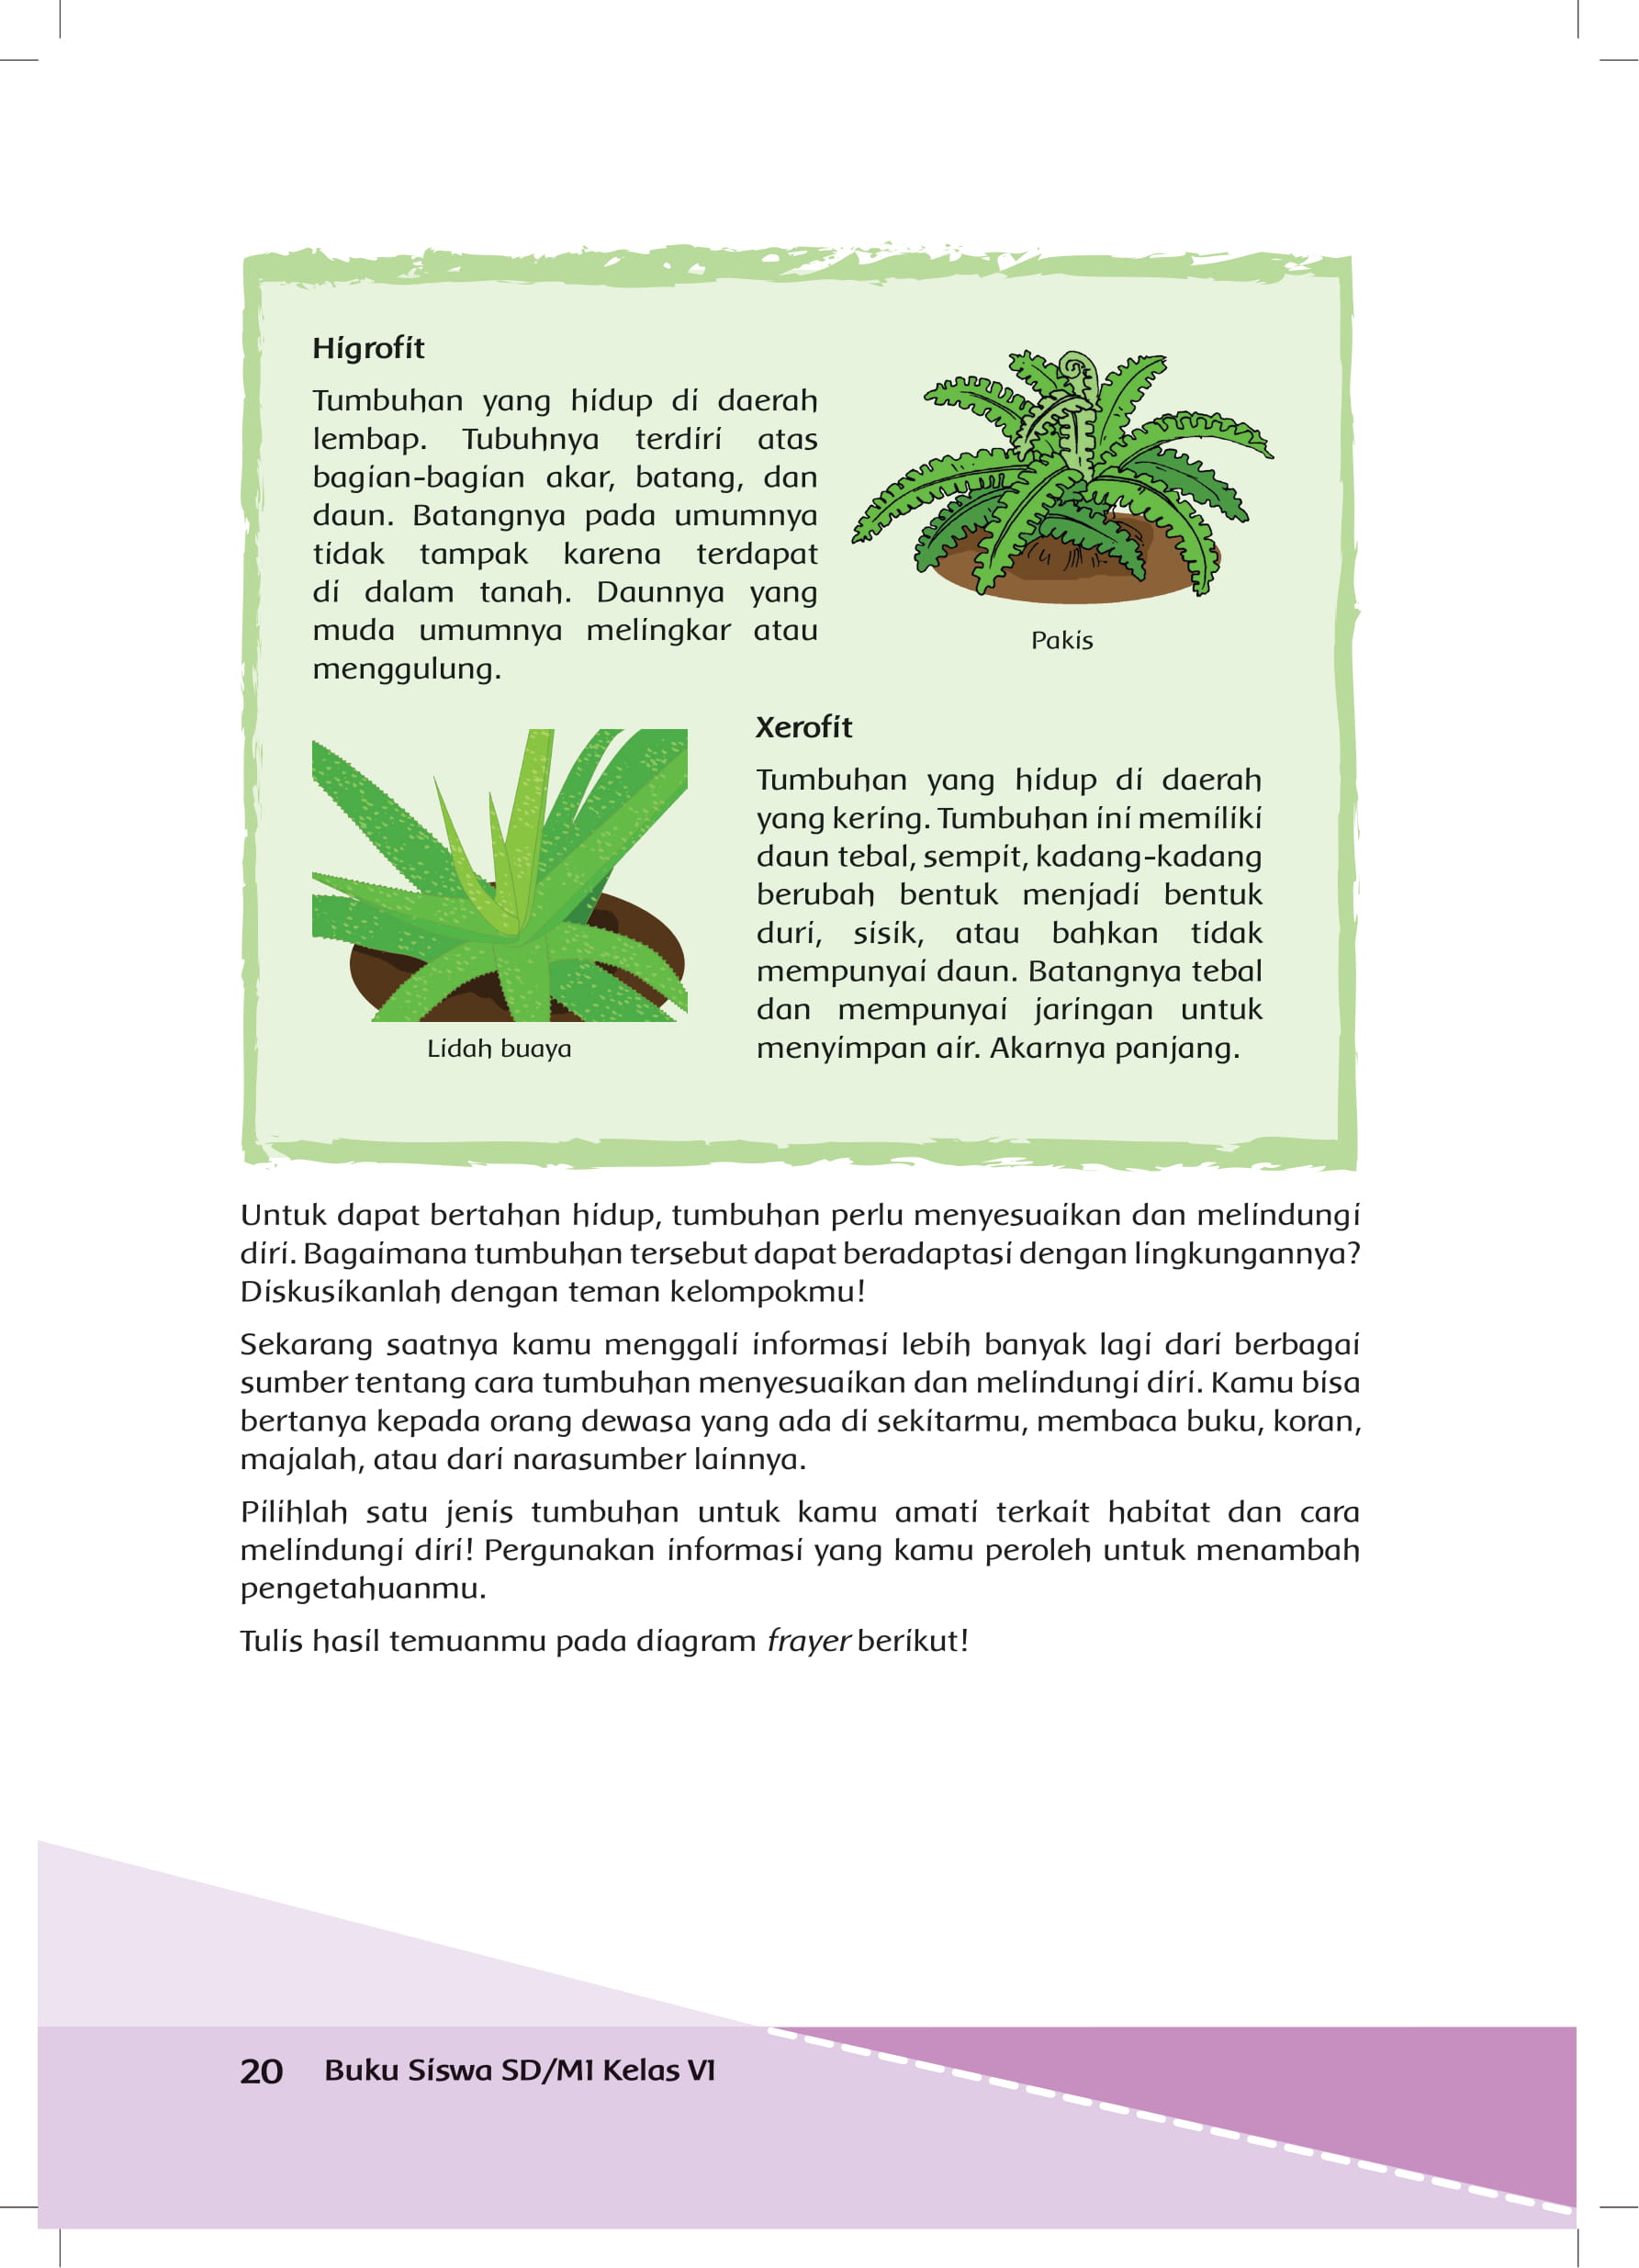 Higrofit
Tumbuhan yang hidup di daerah
lembap. Tubuhnya terdiri atas
bagian-bagian akar, batang, dan
daun. Batangnya pada umumnya
tidak tampak karena terdapat
di dalam tanah. Daunnya yang
muda umumnya melingkar atau
menggulung.
Pakis
Xerofit
Tumbuhan yang hidup di daerah
yang kering. Tumbuhan ini memiliki
daun tebal, sempit, kadang-kadang
berubah bentuk menjadi bentuk
duri, sisik, atau bahkan tidak
mempunyai daun. Batangnya tebal
dan mempunyai jaringan untuk
menyimpan air. Akarnya panjang.
Lidah buaya
Untuk dapat bertahan hidup, tumbuhan perlu menyesuaikan dan melindungi
diri. Bagaimana tumbuhan tersebut dapat beradaptasi dengan lingkungannya?
Diskusikanlah dengan teman kelompokmu!
Sekarang saatnya kamu menggali informasi lebih banyak lagi dari berbagai
sumber tentang cara tumbuhan menyesuaikan dan melindungi diri. Kamu bisa
bertanya kepada orang dewasa yang ada di sekitarmu, membaca buku, koran,
majalah, atau dari narasumber lainnya.
Pilihlah satu jenis tumbuhan untuk kamu amati terkait habitat dan cara
melindungi diri! Pergunakan informasi yang kamu peroleh untuk menambah
pengetahuanmu.
Tulis hasil temuanmu pada diagram frayer berikut!
20 Buku Siswa SD/MI Kelas VI